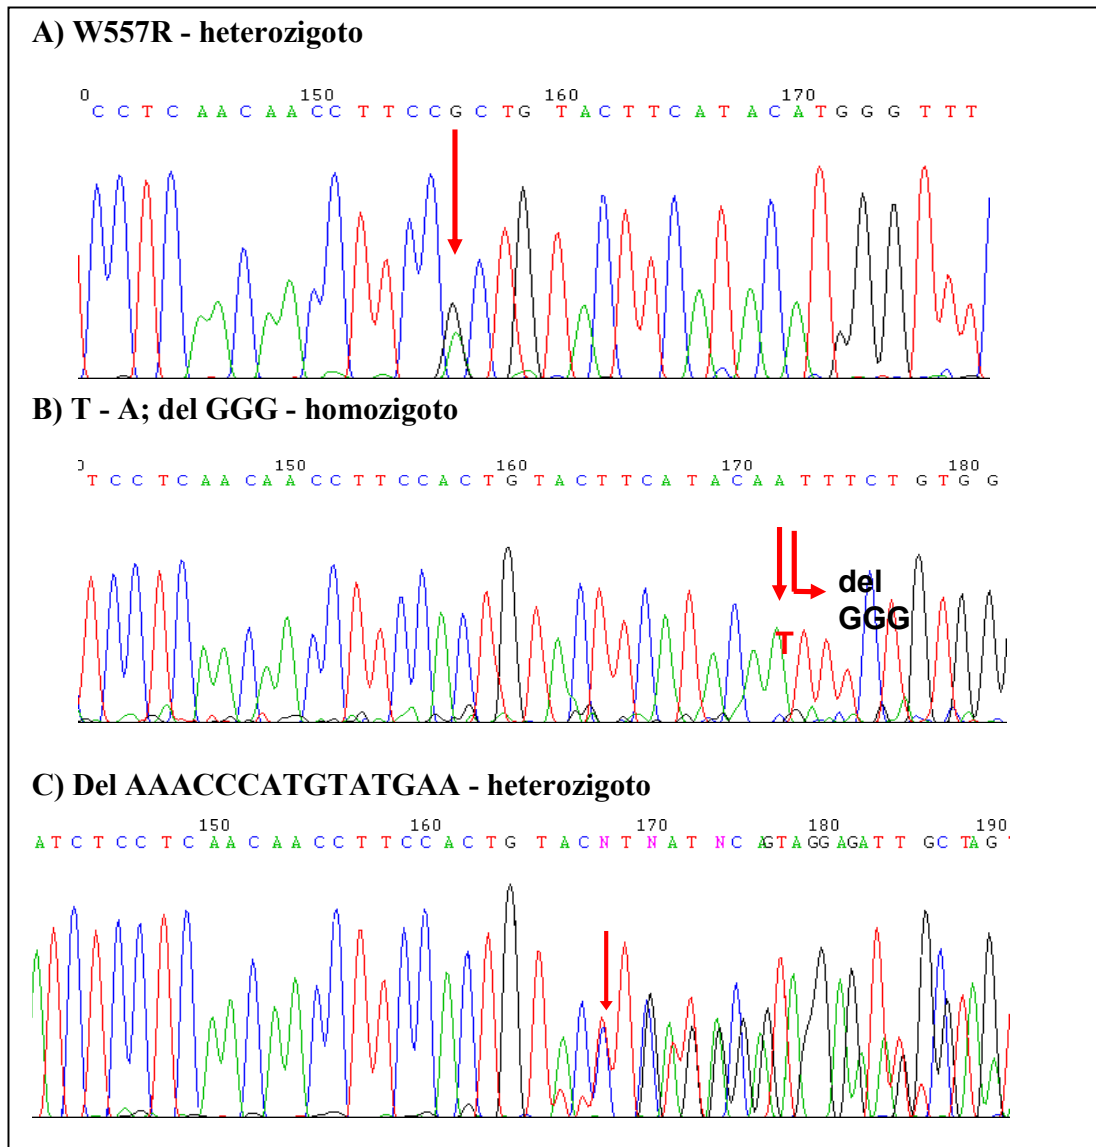 A) W557R - heterozigoto
0 150 160 170
C C T C A A C A A C C T T C C G C T G T A C T T C A T A C A T G G G T T T
B) T - A; del GGG - homozigoto
0 150 160 170 180
T C C T C A A C A A C C T T C C A C T G T A C T T C A T A C A A T T T C T G T G G
del
GGG
T
C) Del AAACCCATGTATGAA - heterozigoto
150 160 170 180 190
A T C T C C T C A A C A A C C T T C C A C T G T A C N T N A T N C A G T A G G A G A T T G C T A G